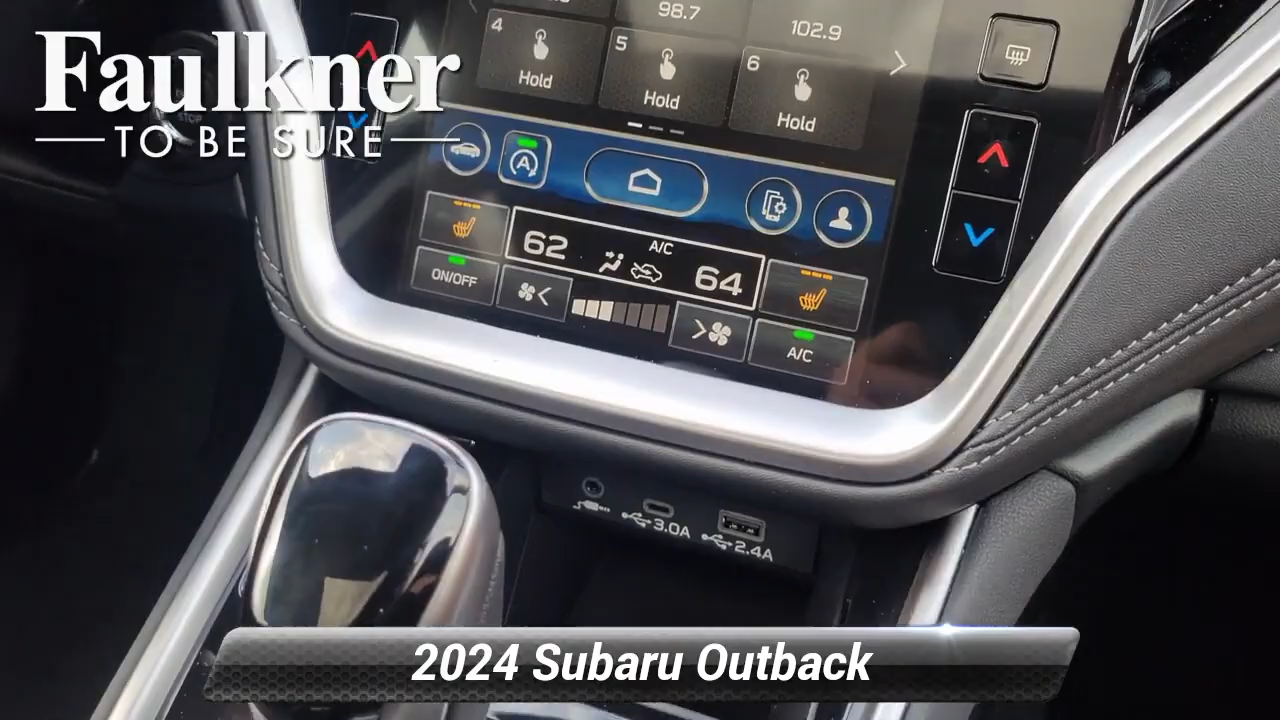 Faulkner
TO BE SURE
98.7
102.9
4
Hold
5
Hold
6
Hold
STOP
A
62
A/C
64
ON/OFF
A/C
3.0A
2.4A
2024 Subaru Outback